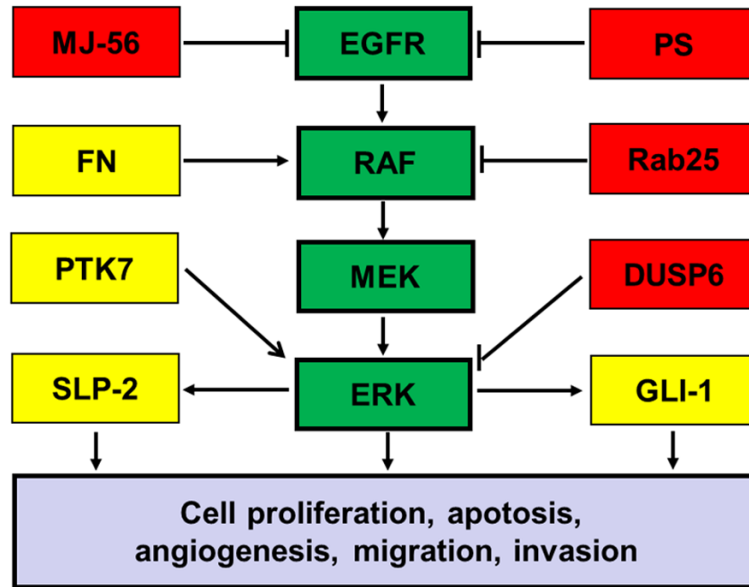 MJ-56
EGFR
PS
FN
RAF
Rab25
PTK7
MEK
DUSP6
SLP-2
ERK
GLI-1
Cell proliferation, apotosis,
angiogenesis, migration, invasion